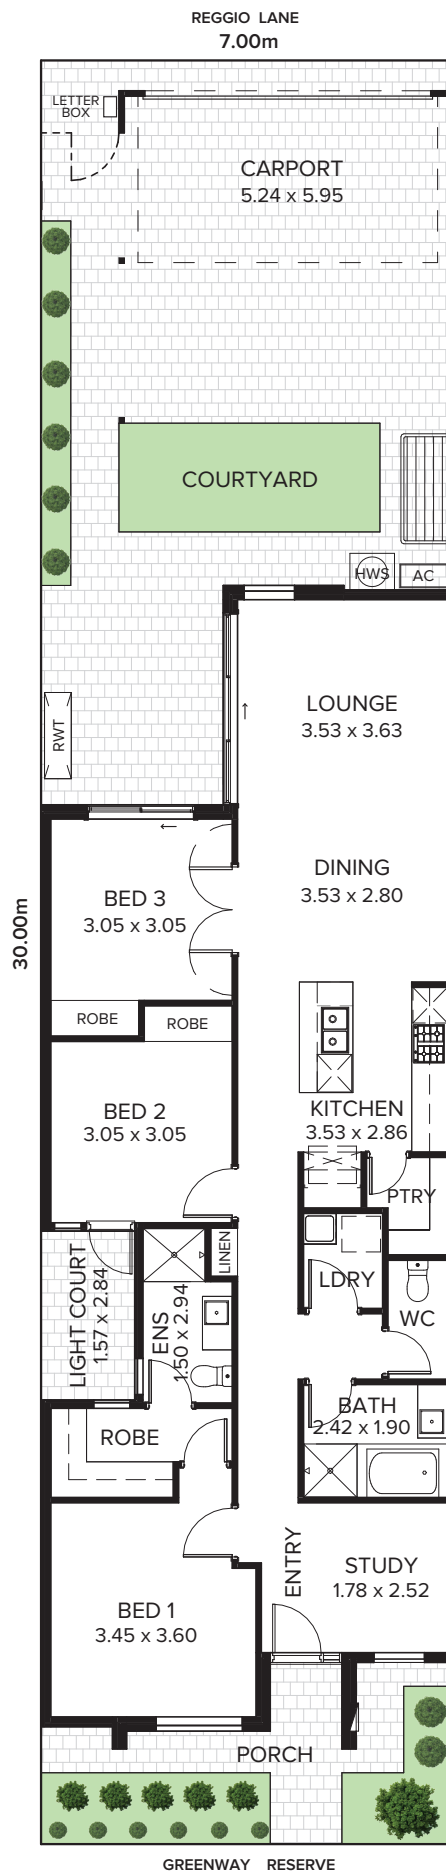 REGGIO LANE
7.00m
LETTER
BOX
CARPORT
5.24 x 5.95
COURTYARD
HWS
AC
LOUNGE
3.53 x 3.63
RWT
30.00m
DINING
3.53 x 2.80
BED 3
3.05 x 3.05
ROBE
ROBE
BED 2
3.05 x 3.05
KITCHEN
3.53 x 2.86
PTRY
LINEN
LIGHT COURT
1.57 x 2.84
ENS
1.50 x 2.94
LDRY
WC
BATH
2.42 x 1.90
ROBE
ENTRY
STUDY
1.78 x 2.52
BED 1
3.45 x 3.60
PORCH
GREENWAY RESERVE